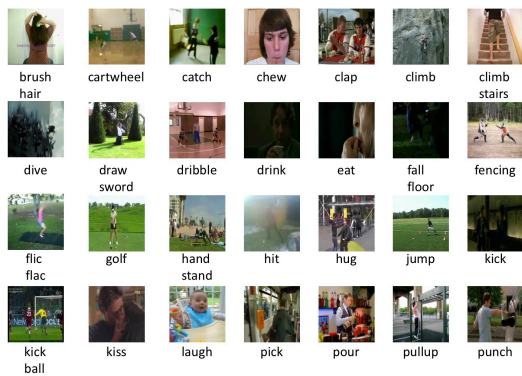 brush cartwheel catch chew clap climb climb
hair stairs
dive draw dribble drink eat fall fencing
sword floor
flic golf hand hit hug jump kick
flac stand
kick kiss laugh pick pour pullup punch
ball